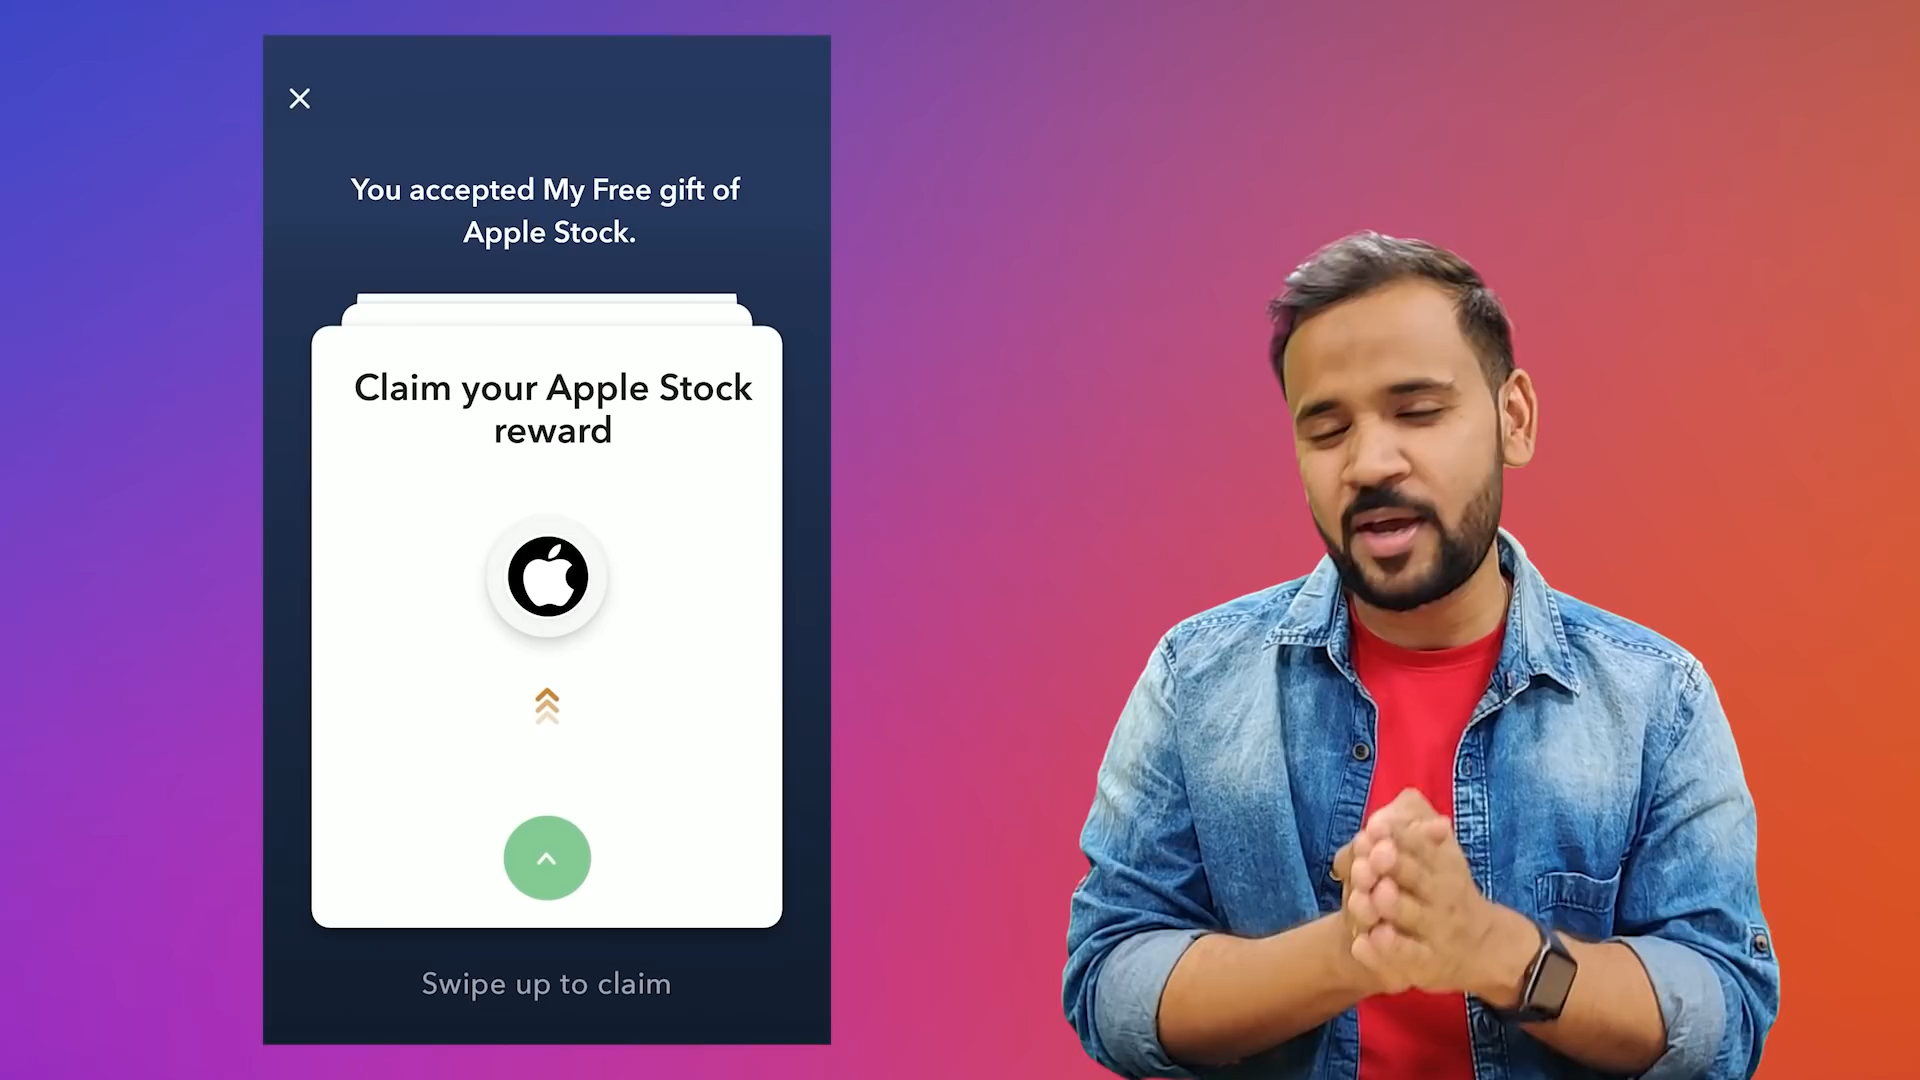 You accepted My Free gift of
Apple Stock.
Claim your Apple Stock
reward
Swipe up to claim